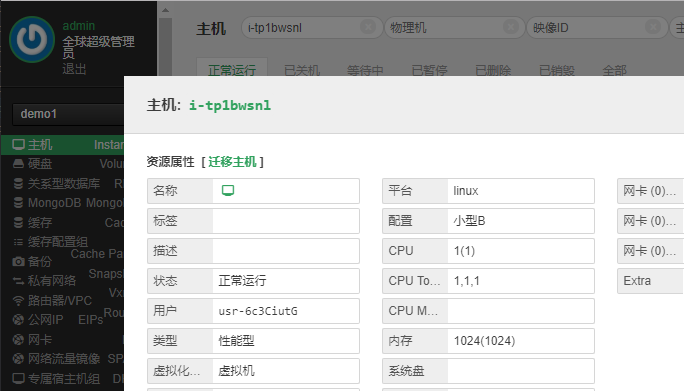 admin
全球超级管理
员
退出
demo1
主机 Instan
硬盘 Volu
关系型数据库 R
MongoDB Mongo
缓存 Cac
缓存配置组
备份 Cache Pa
私有网络 Snapsh
路由器/VPC Vx
公网IP EIPs Rou
网卡
网络流量镜像 SPA
专属宿主机组 DI
主机 i-tp1bwsnl 物理机 映像ID 主
正常运行 已关机 等待中 已暂停 已删除 已销毁 全部
主机: i-tp1bwsnl
资源属性 [ 迁移主机 ]
名称
标签
描述
状态 正常运行
用户 usr-6c3CiutG
类型 性能型
虚拟化... 虚拟机
平台 linux
配置 小型B
CPU 1(1)
CPU To... 1,1,1
CPU M...
内存 1024(1024)
系统盘
网卡 (0)...
网卡 (0)...
网卡 (0)...
Extra